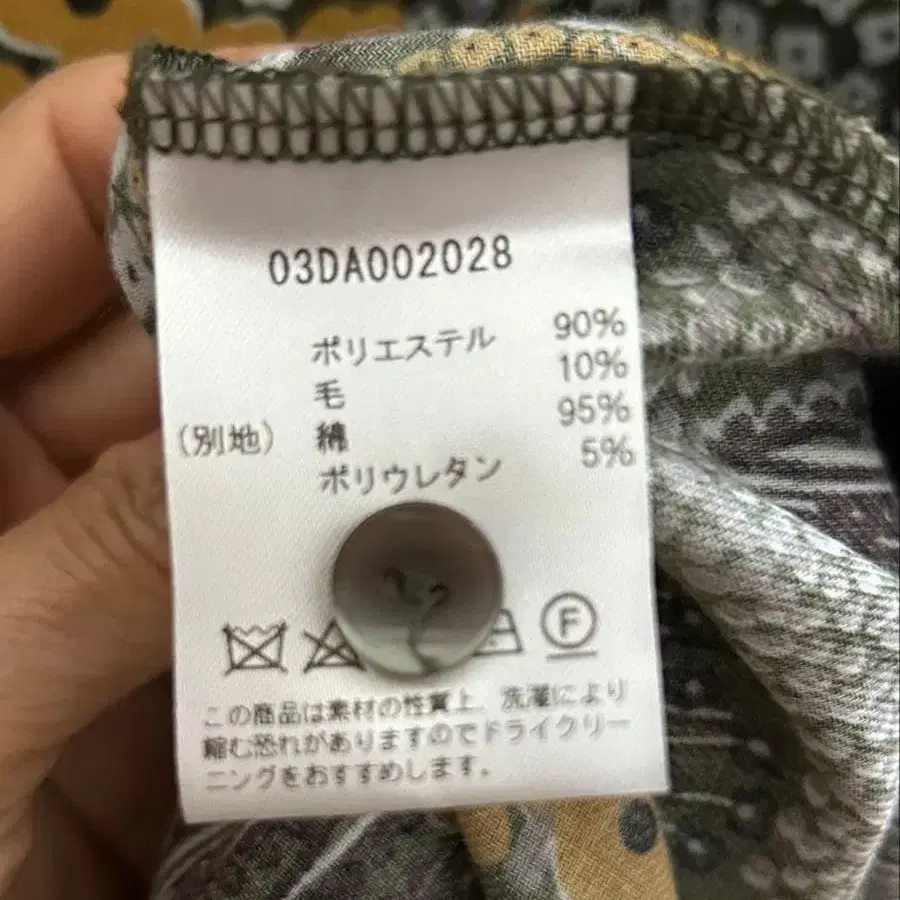 03DA002028
ポリエステル 90%
毛 10%
(別地) 綿 95%
ポリウレタン 5%
F
この商品は素材の性質上、洗濯により
縮む恐れがありますのでドライクリー
ニングをおすすめします。